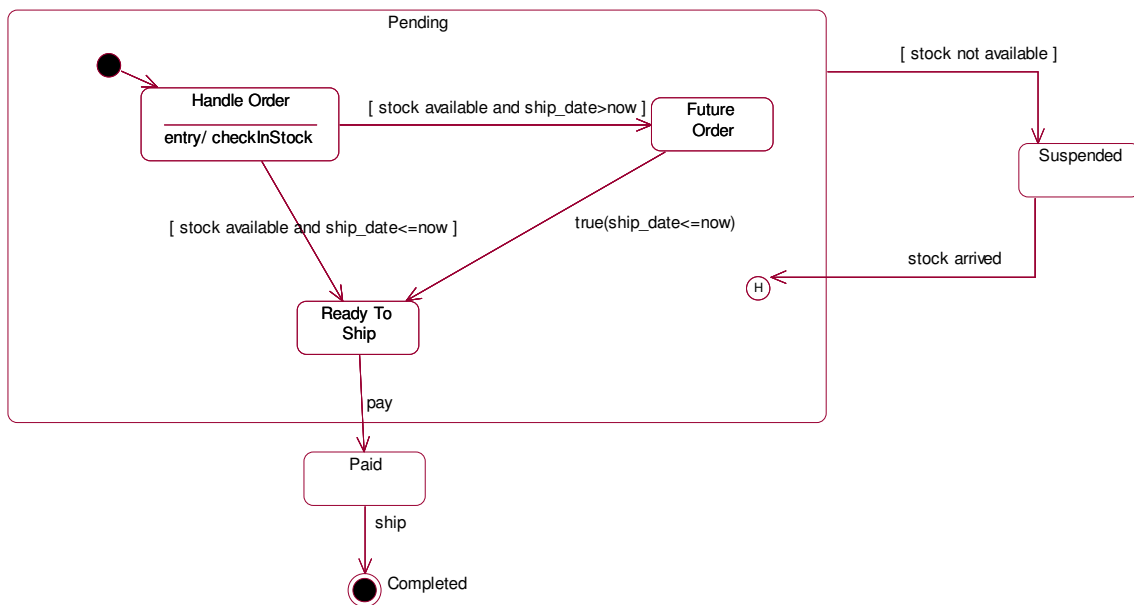 Pending
[ stock not available ]
Handle Order
entry/ checkInStock
[ stock available and ship_date>now ]
Future
Order
Suspended
[ stock available and ship_date<=now ]
true(ship_date<=now)
stock arrived
H
Ready To
Ship
pay
Paid
ship
Completed